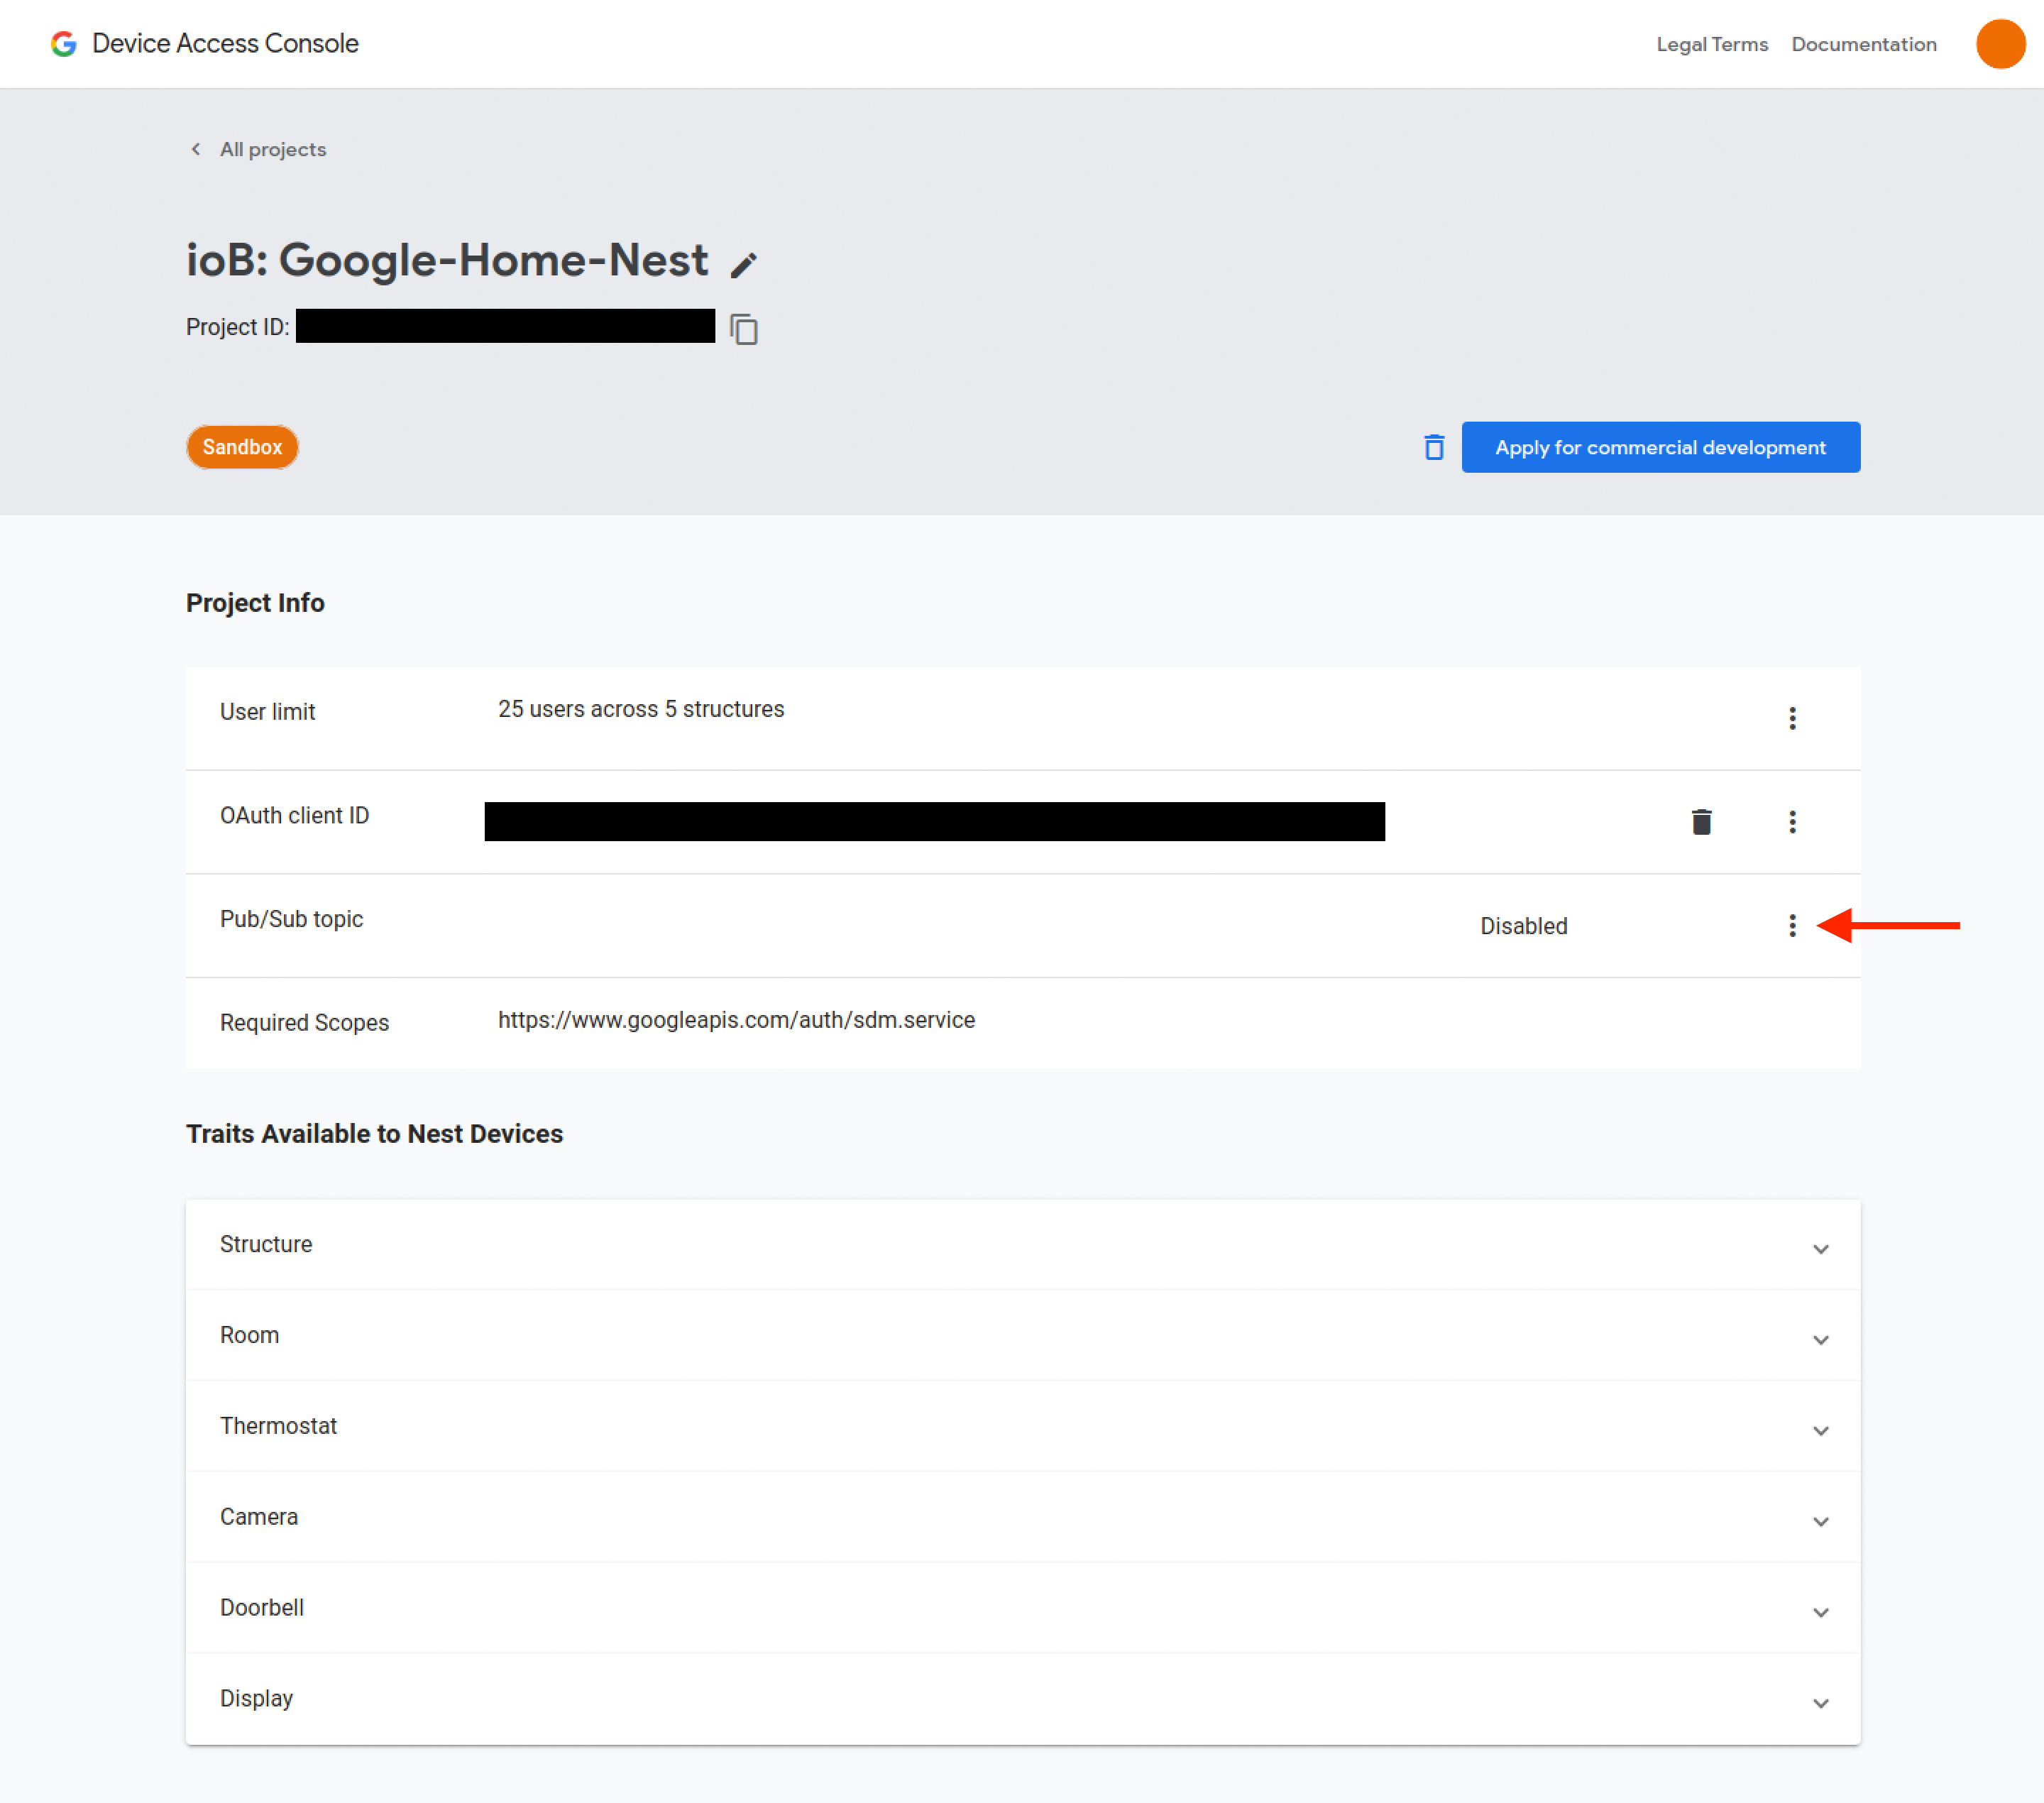 Device Access Console
Legal Terms
Documentation
All projects
ioB: Google-Home-Nest
Project ID:
Sandbox
Apply for commercial development
Project Info
User limit
25 users across 5 structures
OAuth client ID
Pub/Sub topic
Disabled
Required Scopes
https://www.googleapis.com/auth/sdm.service
Traits Available to Nest Devices
Structure
Room
Thermostat
Camera
Doorbell
Display